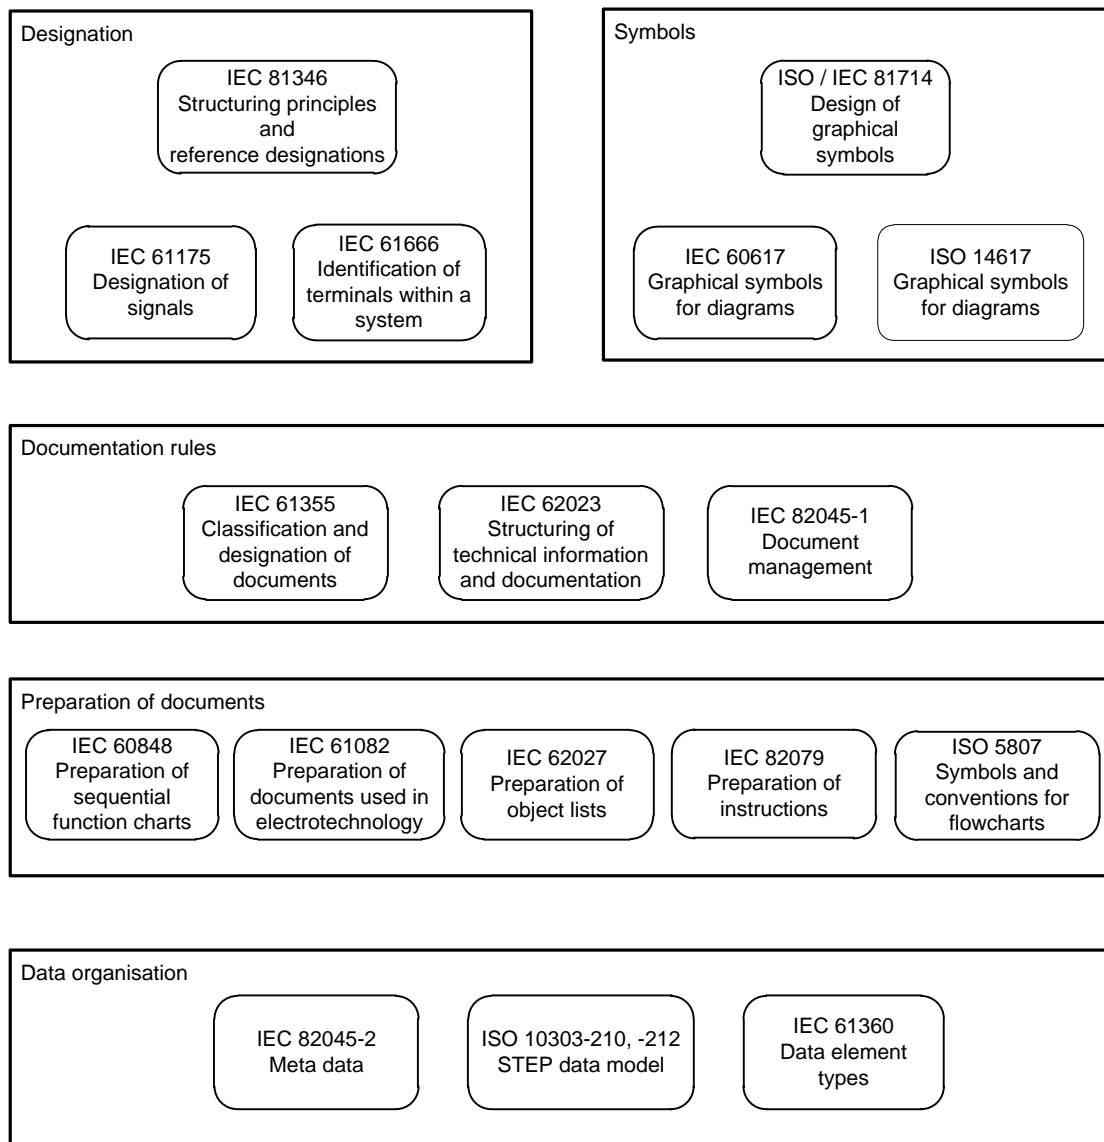 Designation
IEC 81346
Structuring principles
and
reference designations
IEC 61175
Designation of
signals
IEC 61666
Identification of
terminals within a
system
Symbols
ISO / IEC 81714
Design of
graphical
symbols
IEC 60617
Graphical symbols
for diagrams
ISO 14617
Graphical symbols
for diagrams
Documentation rules
IEC 61355
Classification and
designation of
documents
IEC 62023
Structuring of
technical information
and documentation
IEC 82045-1
Document
management
Preparation of documents
IEC 60848
Preparation of
sequential
function charts
IEC 61082
Preparation of
documents used in
electrotechnology
IEC 62027
Preparation of
object lists
IEC 82079
Preparation of
instructions
ISO 5807
Symbols and
conventions for
flowcharts
Data organisation
IEC 82045-2
Meta data
ISO 10303-210, -212
STEP data model
IEC 61360
Data element
types